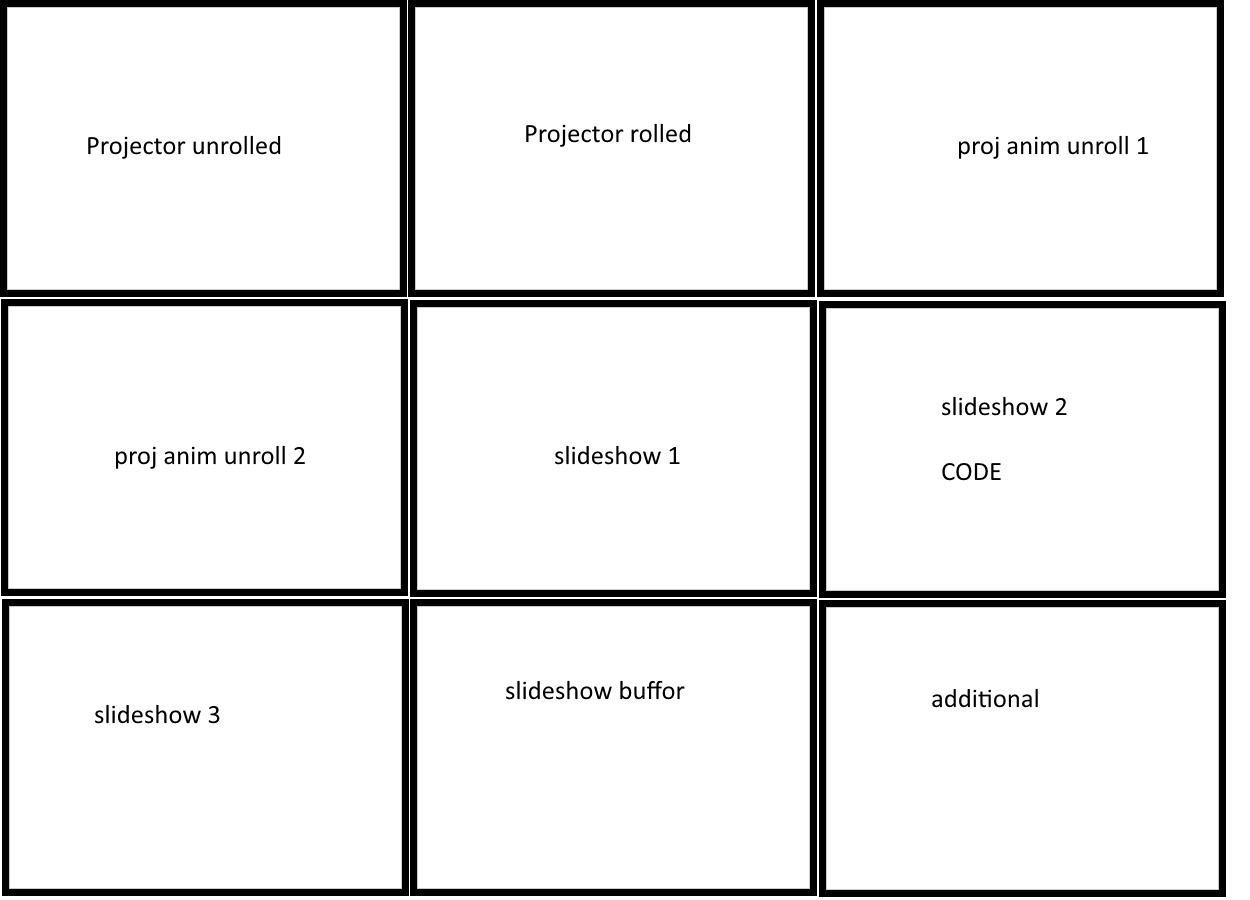 Projector unrolled
Projector rolled
proj anim unroll 1
proj anim unroll 2
slideshow 1
slideshow 2
CODE
slideshow 3
slideshow buffor
additional